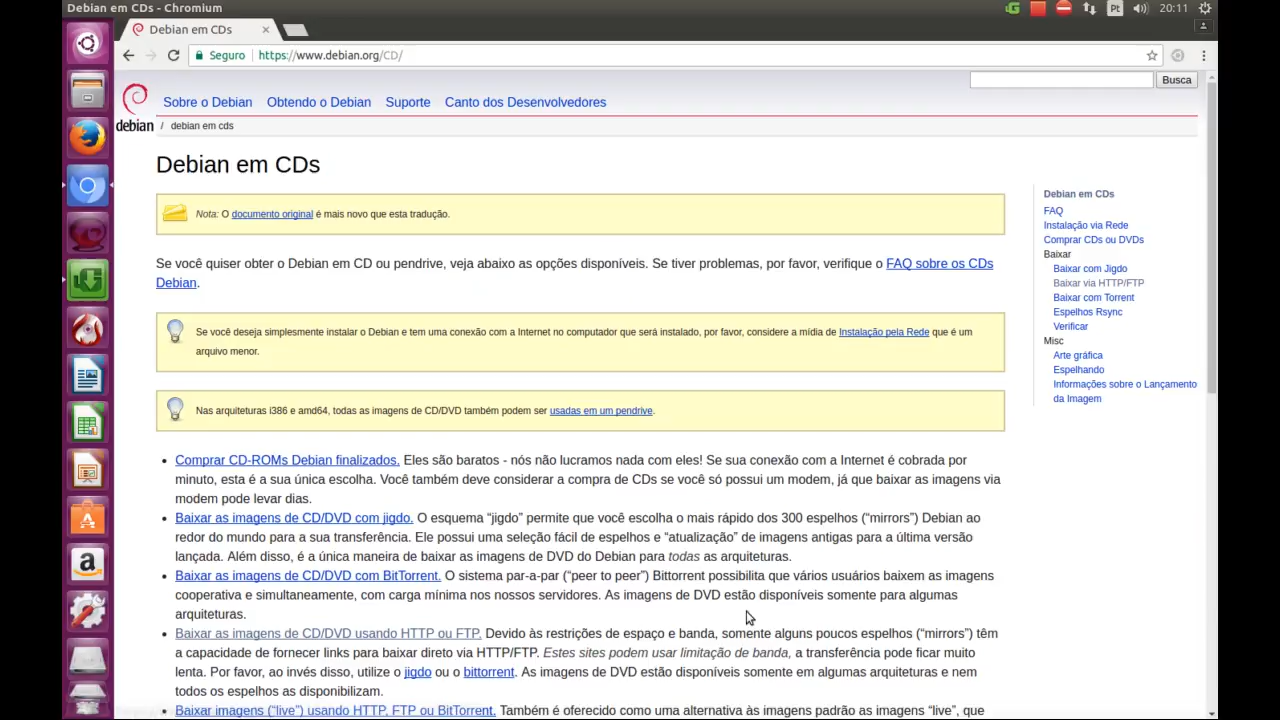 Debian em CDs - Chromium
Pt
20:11
Debian em CDs
Seguro
https://www.debian.org/CD/
Busca
debian
Sobre o Debian
Obtendo o Debian
Suporte
Canto dos Desenvolvedores
/ debian em cds
Debian em CDs
Nota: O documento original é mais novo que esta tradução.
Se você quiser obter o Debian em CD ou pendrive, veja abaixo as opções disponíveis. Se tiver problemas, por favor, verifique o FAQ sobre os CDs
Debian.
Se você deseja simplesmente instalar o Debian e tem uma conexão com a Internet no computador que será instalado, por favor, considere a mídia de Instalação pela Rede que é um
arquivo menor.
Nas arquiteturas i386 e amd64, todas as imagens de CD/DVD também podem ser usadas em um pendrive.
• Comprar CD-ROMs Debian finalizados. Eles são baratos - nós não lucramos nada com eles! Se sua conexão com a Internet é cobrada por
minuto, esta é a sua única escolha. Você também deve considerar a compra de CDs se você só possui um modem, já que baixar as imagens via
modem pode levar dias.
• Baixar as imagens de CD/DVD com jigdo. O esquema “jigdo” permite que você escolha o mais rápido dos 300 espelhos (“mirrors”) Debian ao
redor do mundo para a sua transferência. Ele possui uma seleção fácil de espelhos e “atualização” de imagens antigas para a última versão
lançada. Além disso, é a única maneira de baixar as imagens de DVD do Debian para todas as arquiteturas.
• Baixar as imagens de CD/DVD com BitTorrent. O sistema par-a-par (“peer to peer”) Bittorrent possibilita que vários usuários baixem as imagens
cooperativa e simultaneamente, com carga mínima nos nossos servidores. As imagens de DVD estão disponíveis somente para algumas
arquiteturas.
• Baixar as imagens de CD/DVD usando HTTP ou FTP. Devido às restrições de espaço e banda, somente alguns poucos espelhos (“mirrors”) têm
a capacidade de fornecer links para baixar direto via HTTP/FTP. Estes sites podem usar limitação de banda, a transferência pode ficar muito
lenta. Por favor, ao invés disso, utilize o jigdo ou o bittorrent. As imagens de DVD estão disponíveis somente em algumas arquiteturas e nem
todos os espelhos as disponibilizam.
Baixar imagens (“live”) usando HTTP, FTP ou BitTorrent. Também é oferecido como uma alternativa às imagens padrão as imagens “live”, que
Debian em CDs
FAQ
Instalação via Rede
Comprar CDs ou DVDs
Baixar
Baixar com Jigdo
Baixar via HTTP/FTP
Baixar com Torrent
Espelhos Rsync
Verificar
Misc
Arte gráfica
Espelhando
Informações sobre o Lançamento
da Imagem